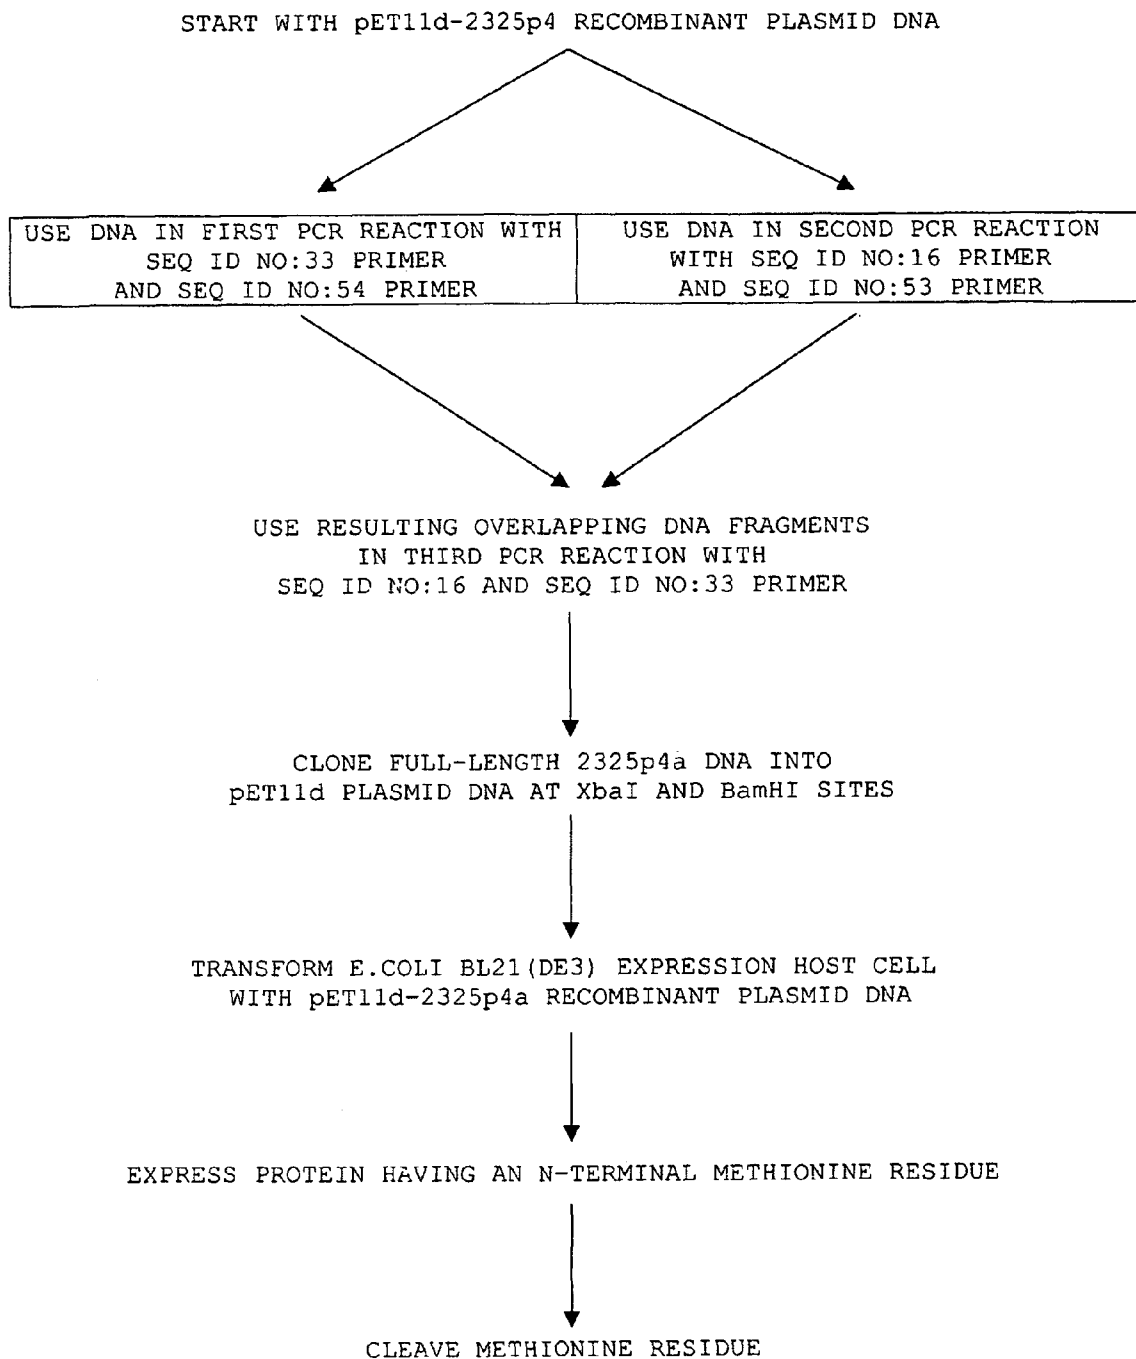 START WITH pET11d-2325p4 RECOMBINANT PLASMID DNA
USE DNA IN FIRST PCR REACTION WITH
SEQ ID NO:33 PRIMER
AND SEQ ID NO:54 PRIMER
USE DNA IN SECOND PCR REACTION
WITH SEQ ID NO:16 PRIMER
AND SEQ ID NO:53 PRIMER
USE RESULTING OVERLAPPING DNA FRAGMENTS
IN THIRD PCR REACTION WITH
SEQ ID NO:16 AND SEQ ID NO:33 PRIMER
CLONE FULL-LENGTH 2325p4a DNA INTO
pET11d PLASMID DNA AT XbaI AND BamHI SITES
TRANSFORM E.COLI BL21(DE3) EXPRESSION HOST CELL
WITH pET11d-2325p4a RECOMBINANT PLASMID DNA
EXPRESS PROTEIN HAVING AN N-TERMINAL METHIONINE RESIDUE
CLEAVE METHIONINE RESIDUE